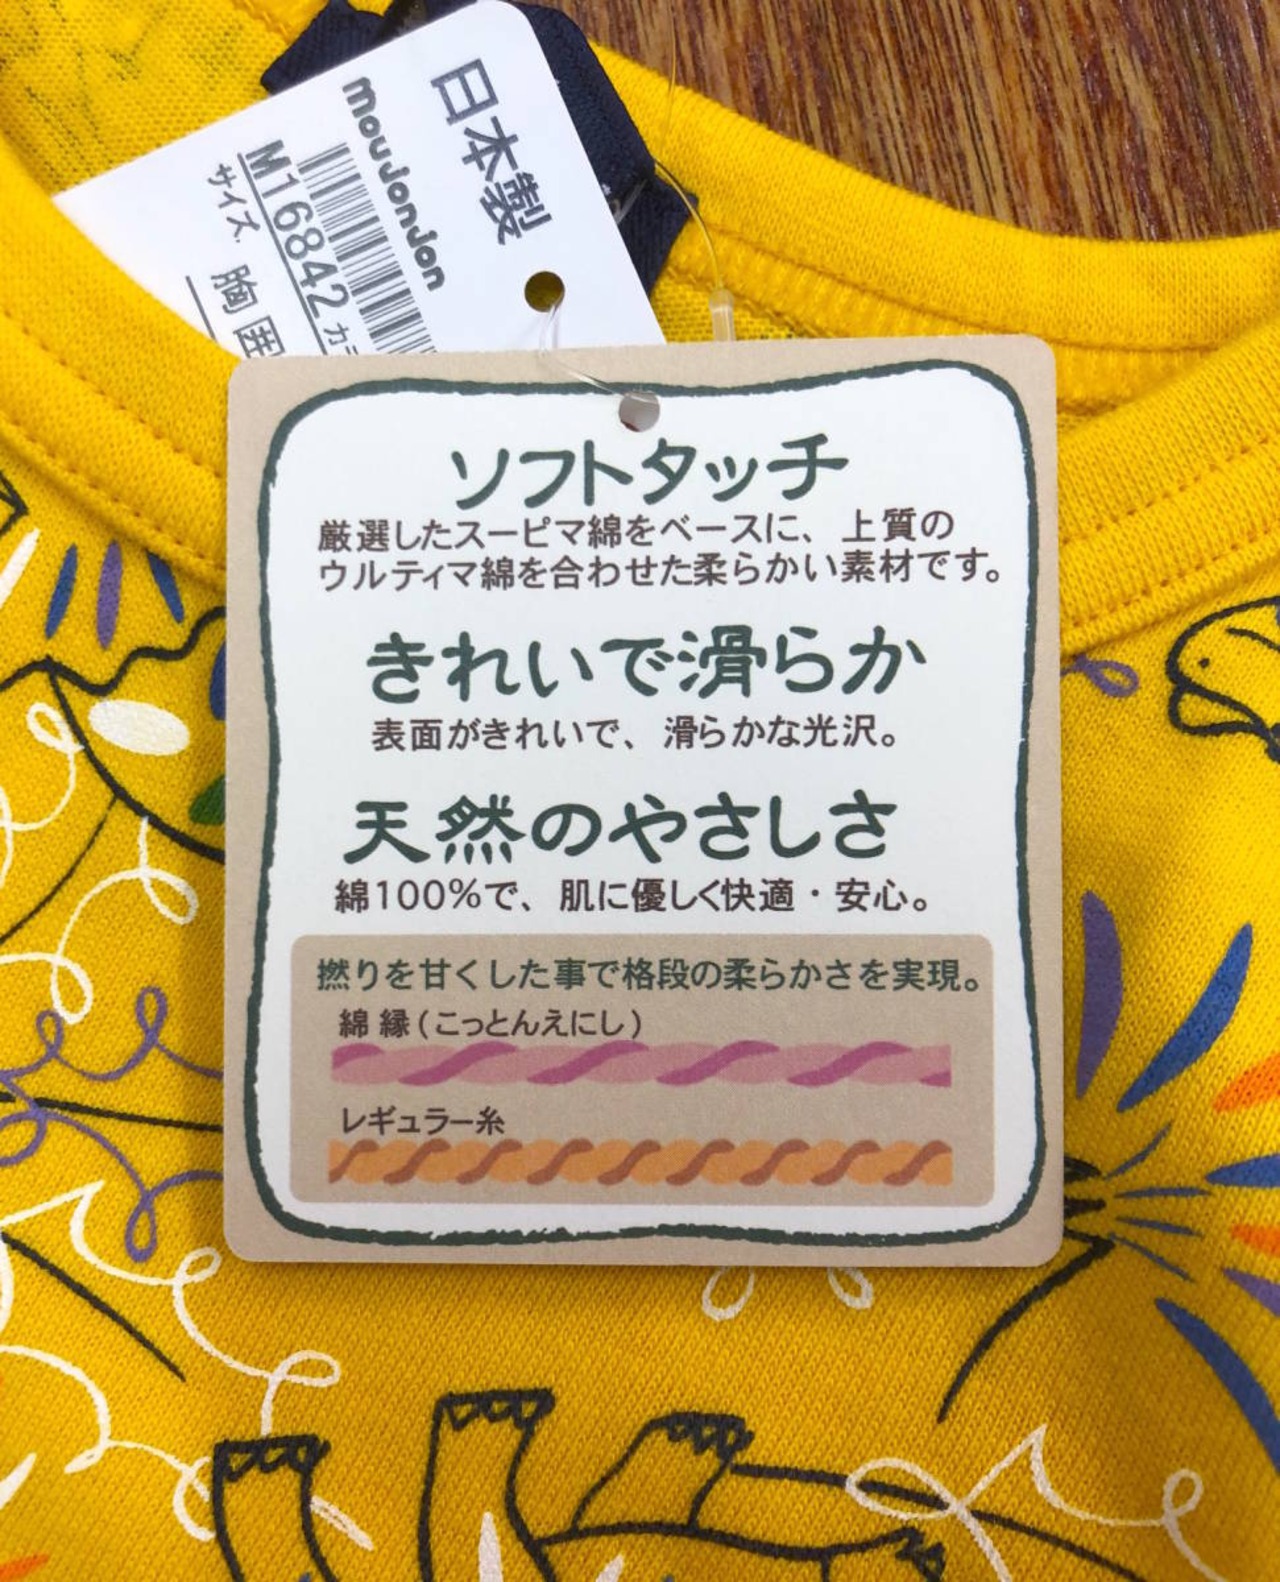 日本製
moujonjon
M16842
サイズ
胸囲
ソフトタッチ
厳選したスーピマ綿をベースに、上質の
ウルティマ綿を合わせた柔らかい素材です。
きれいで滑らか
表面がきれいで、滑らかな光沢。
天然のやさしさ
綿100%で、肌に優しく快適・安心。
撚りを甘くした事で格段の柔らかさを実現。
綿縁(こっとんえにし)
レギュラー糸